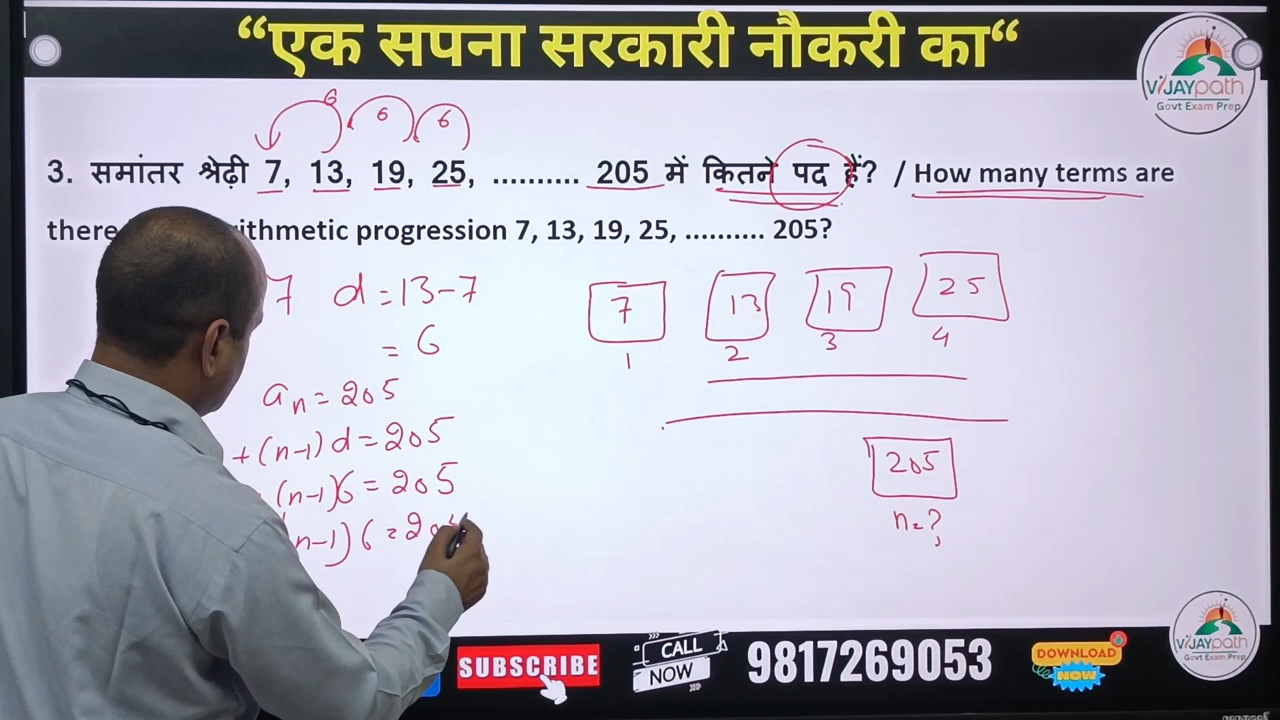 “एक सपना सरकारी नौकरी का“
ViJAYpath
Govt Exam Prep
6 6 6
3. समांतर श्रेढ़ी 7, 13, 19, 25, .......... 205 में कितने पद हैं? / How many terms are
there ithmetic progression 7, 13, 19, 25, .......... 205?
7 d = 13-7
= 6
7 13 19 25
1 2 3 4
an = 205
+ (n-1) d = 205
(n-1)6 = 205
n-1) 6 = 20
205
n = ?
SUBSCRIBE
CALL
NOW
9817269053
DOWNLOAD
NOW
ViJAYpath
Govt Exam Prep